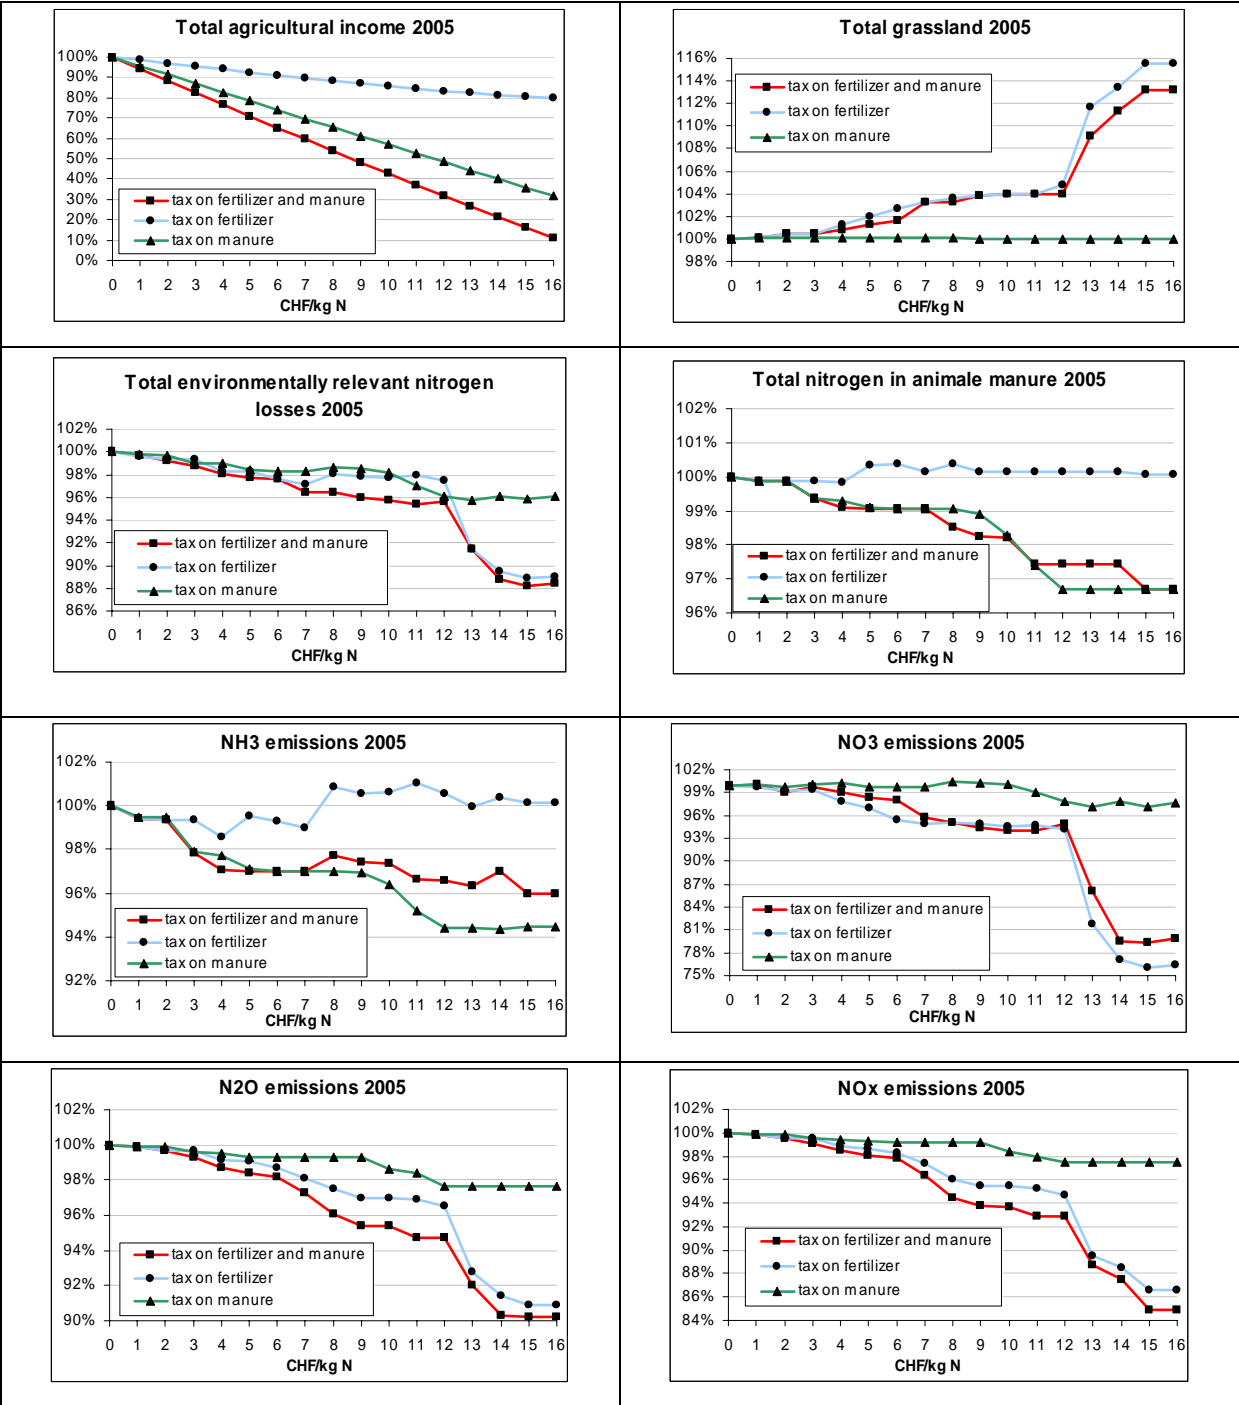 Total agricultural income 2005
100%
90%
80%
70%
60%
50%
40%
30%
20%
10%
0%
tax on fertilizer and manure
tax on fertilizer
tax on manure
0 1 2 3 4 5 6 7 8 9 10 11 12 13 14 15 16
CHF/kg N
Total grassland 2005
116%
114%
112%
110%
108%
106%
104%
102%
100%
98%
tax on fertilizer and manure
tax on fertilizer
tax on manure
0 1 2 3 4 5 6 7 8 9 10 11 12 13 14 15 16
CHF/kg N
Total environmentally relevant nitrogen
losses 2005
102%
100%
98%
96%
94%
92%
90%
88%
86%
tax on fertilizer and manure
tax on fertilizer
tax on manure
0 1 2 3 4 5 6 7 8 9 10 11 12 13 14 15 16
CHF/kg N
Total nitrogen in animale manure 2005
102%
101%
100%
99%
98%
97%
96%
tax on fertilizer and manure
tax on fertilizer
tax on manure
0 1 2 3 4 5 6 7 8 9 10 11 12 13 14 15 16
CHF/kg N
NH3 emissions 2005
102%
100%
98%
96%
94%
92%
tax on fertilizer and manure
tax on fertilizer
tax on manure
0 1 2 3 4 5 6 7 8 9 10 11 12 13 14 15 16
CHF/kg N
NO3 emissions 2005
102%
99%
96%
93%
90%
87%
84%
81%
78%
75%
tax on fertilizer and manure
tax on fertilizer
tax on manure
0 1 2 3 4 5 6 7 8 9 10 11 12 13 14 15 16
CHF/kg N
N2O emissions 2005
102%
100%
98%
96%
94%
92%
90%
tax on fertilizer and manure
tax on fertilizer
tax on manure
0 1 2 3 4 5 6 7 8 9 10 11 12 13 14 15 16
CHF/kg N
NOx emissions 2005
102%
100%
98%
96%
94%
92%
90%
88%
86%
84%
tax on fertilizer and manure
tax on fertilizer
tax on manure
0 1 2 3 4 5 6 7 8 9 10 11 12 13 14 15 16
CHF/kg N